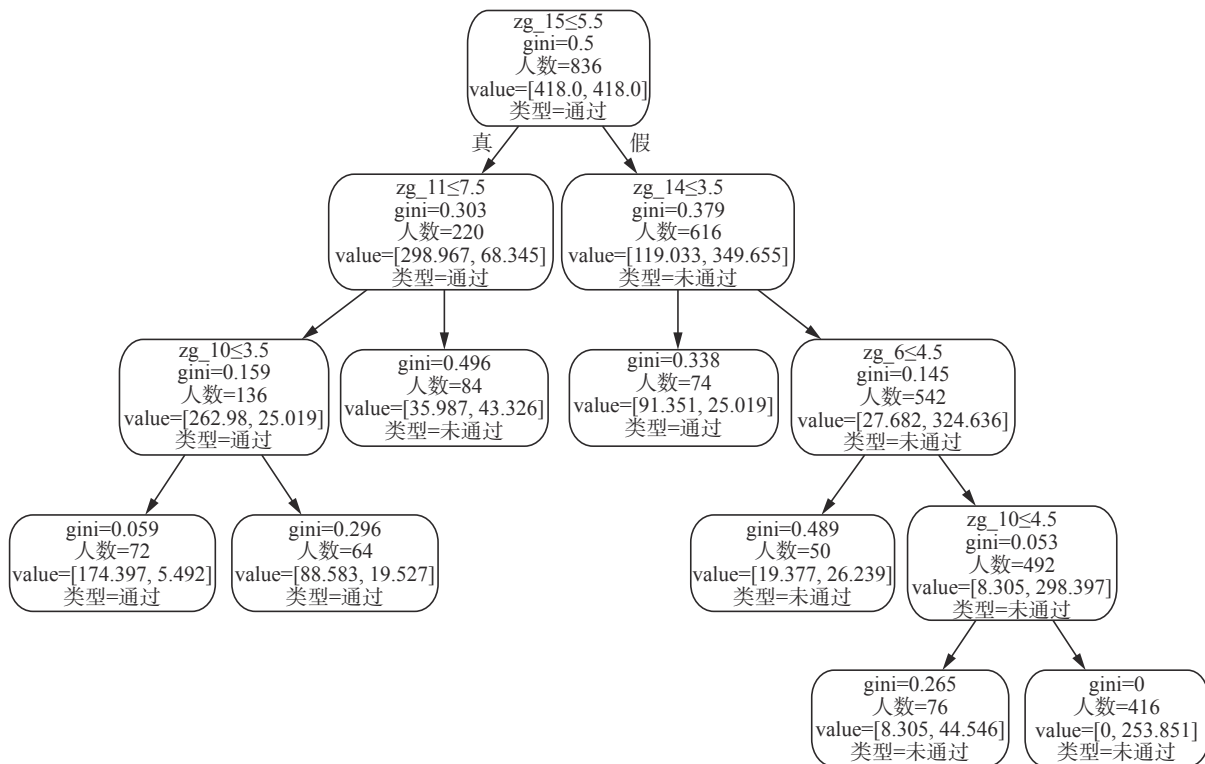 zg_15≤5.5
gini=0.5
人数=836
value=[418.0, 418.0]
类型=通过
真
假
zg_11≤7.5
gini=0.303
人数=220
value=[298.967, 68.345]
类型=通过
zg_14≤3.5
gini=0.379
人数=616
value=[119.033, 349.655]
类型=未通过
zg_10≤3.5
gini=0.159
人数=136
value=[262.98, 25.019]
类型=通过
gini=0.496
人数=84
value=[35.987, 43.326]
类型=未通过
gini=0.338
人数=74
value=[91.351, 25.019]
类型=通过
zg_6≤4.5
gini=0.145
人数=542
value=[27.682, 324.636]
类型=未通过
gini=0.059
人数=72
value=[174.397, 5.492]
类型=通过
gini=0.296
人数=64
value=[88.583, 19.527]
类型=通过
gini=0.489
人数=50
value=[19.377, 26.239]
类型=未通过
zg_10≤4.5
gini=0.053
人数=492
value=[8.305, 298.397]
类型=未通过
gini=0.265
人数=76
value=[8.305, 44.546]
类型=未通过
gini=0
人数=416
value=[0, 253.851]
类型=未通过